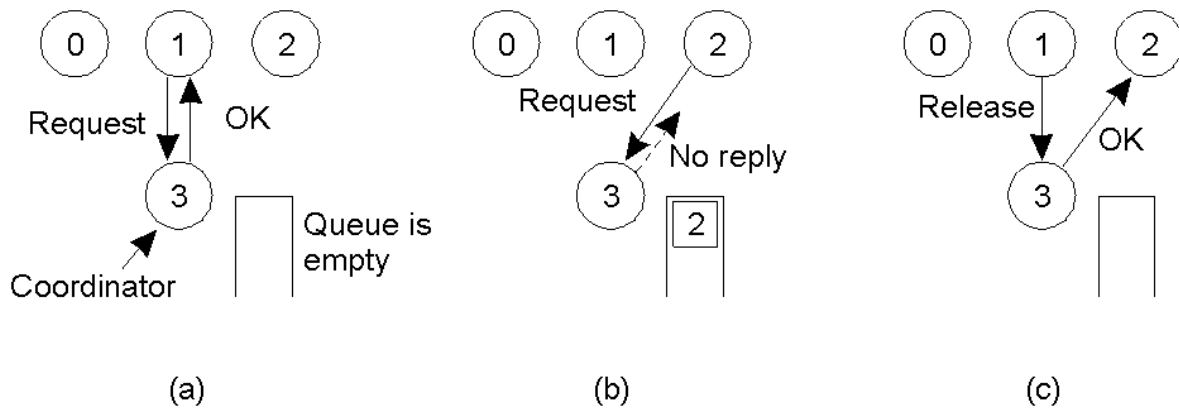 0 1 2
Request
OK
3
Queue is
empty
Coordinator
(a)
0 1 2
Request
No reply
3
2
(b)
0 1 2
Release
OK
3
(c)